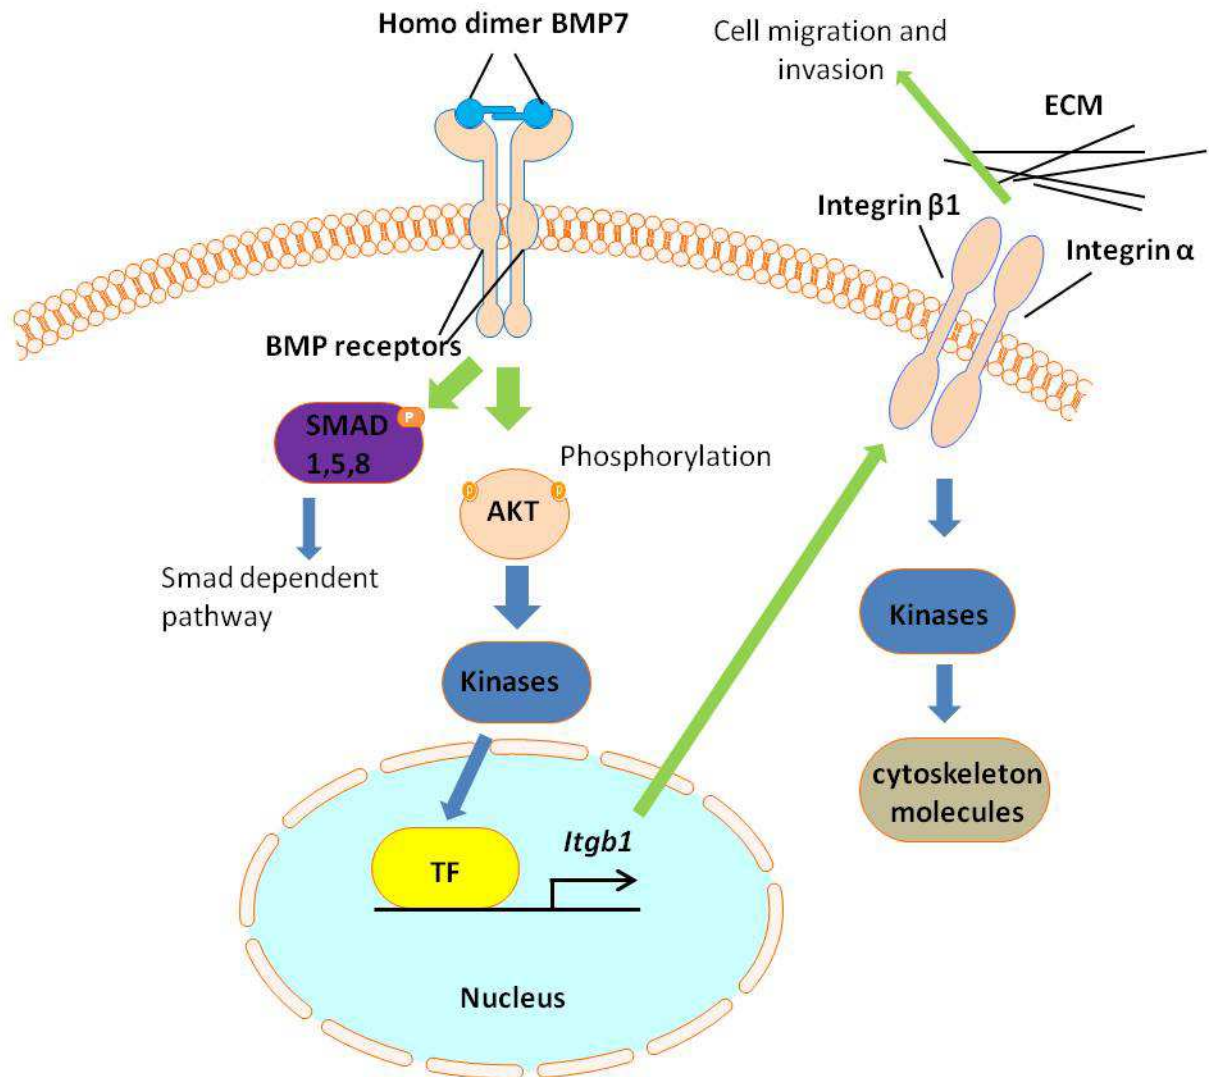 Homo dimer BMP7
Cell migration and
invasion
ECM
Integrin β1
Integrin α
BMP receptors
P
SMAD
1,5,8
Phosphorylation
p
p
AKT
Smad dependent
pathway
Kinases
Kinases
cytoskeleton
molecules
Itgb1
TF
Nucleus